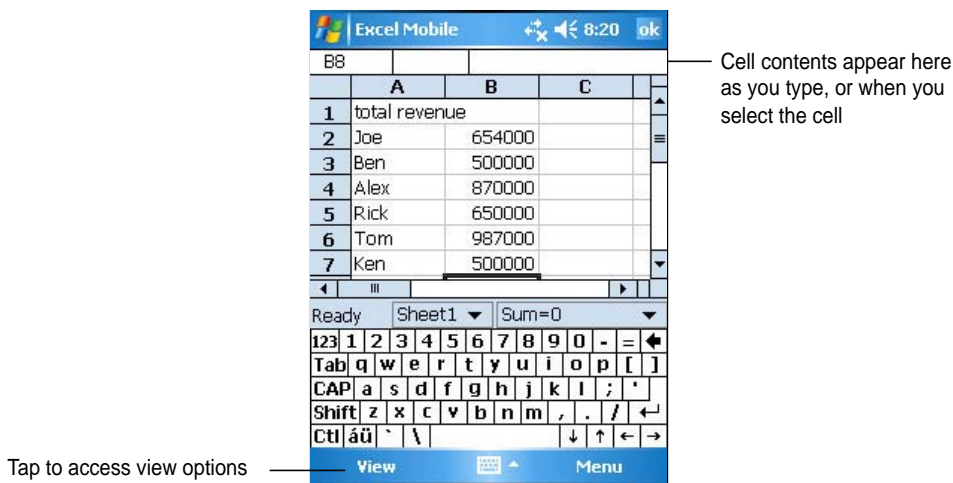 Excel Mobile 8:20 ok
B8
A B C
1 total revenue
2 Joe 654000
3 Ben 500000
4 Alex 870000
5 Rick 650000
6 Tom 987000
7 Ken 500000
Ready Sheet1 Sum=0
123 1 2 3 4 5 6 7 8 9 0 - =
Tab q w e r t y u i o p [ ]
CAP a s d f g h j k l ; '
Shift z x c v b n m , . /
Ctl áü ` \ ↓ ↑ ← →
View Menu
Cell contents appear here
as you type, or when you
select the cell
Tap to access view options